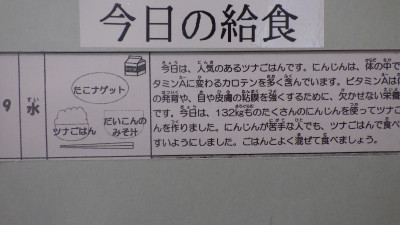 今日の給食
9
水
たこナゲット
ツナごはん
だいこんの
みそ汁
今日は、人気のあるツナごはんです。にんじんは、体の中で
タミンAに変わるカロテンを多く含んでいます。ビタミンAは
の発育や、目や皮膚の粘膜を強くするために、欠かせない栄養
です。今日は、132kgものたくさんのにんじんを使ってツナご
んを作りました。にんじんが苦手な人でも、ツナごはんで食べ
すいようにしました。ごはんとよく混ぜて食べましょう。